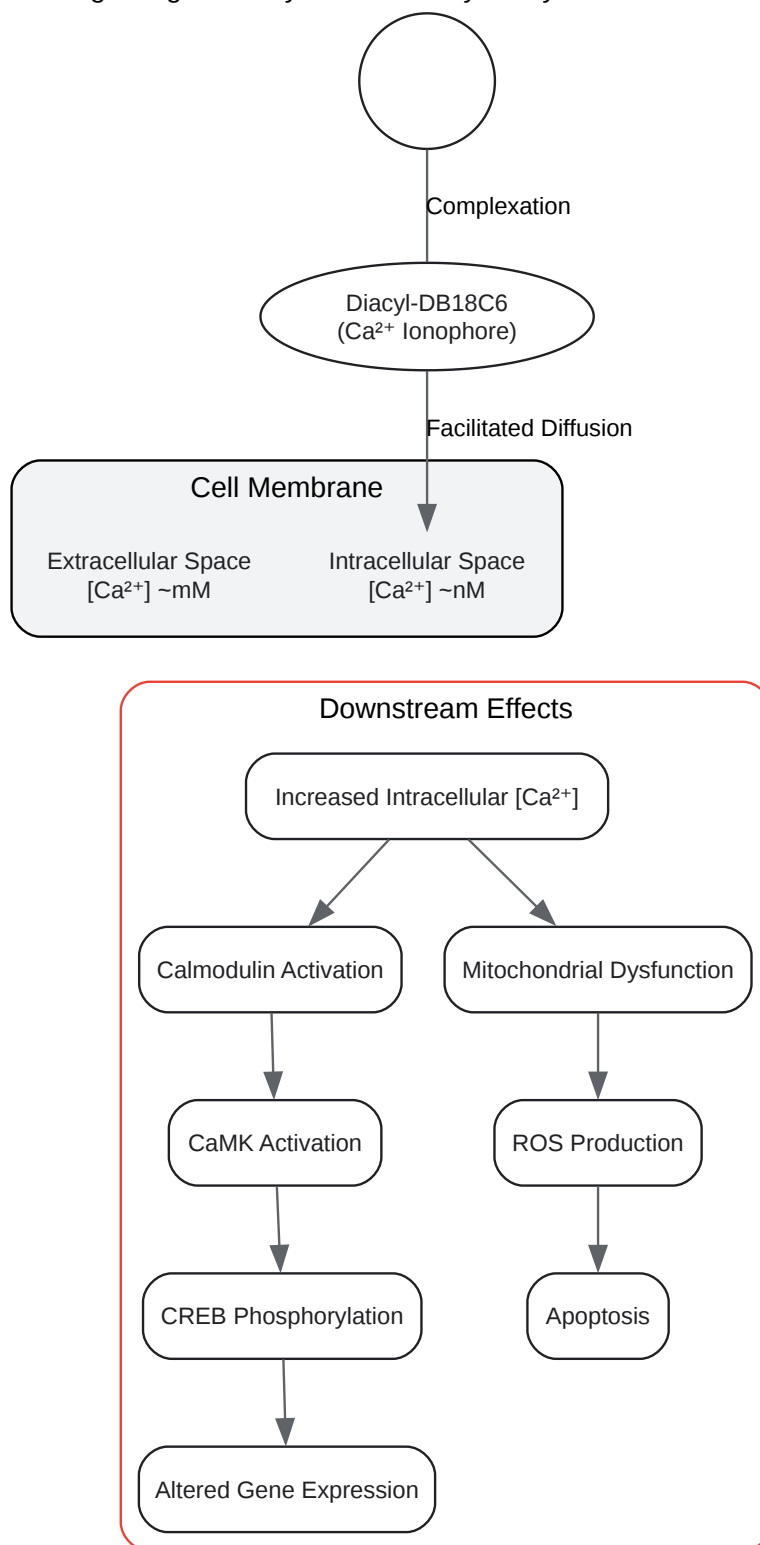 Complexation
Diacyl-DB18C6
(Ca²⁺ Ionophore)
Facilitated Diffusion
Cell Membrane
Extracellular Space
[Ca²⁺] ~mM
Intracellular Space
[Ca²⁺] ~nM
Downstream Effects
Increased Intracellular [Ca²⁺]
Calmodulin Activation
Mitochondrial Dysfunction
CaMK Activation
ROS Production
CREB Phosphorylation
Apoptosis
Altered Gene Expression